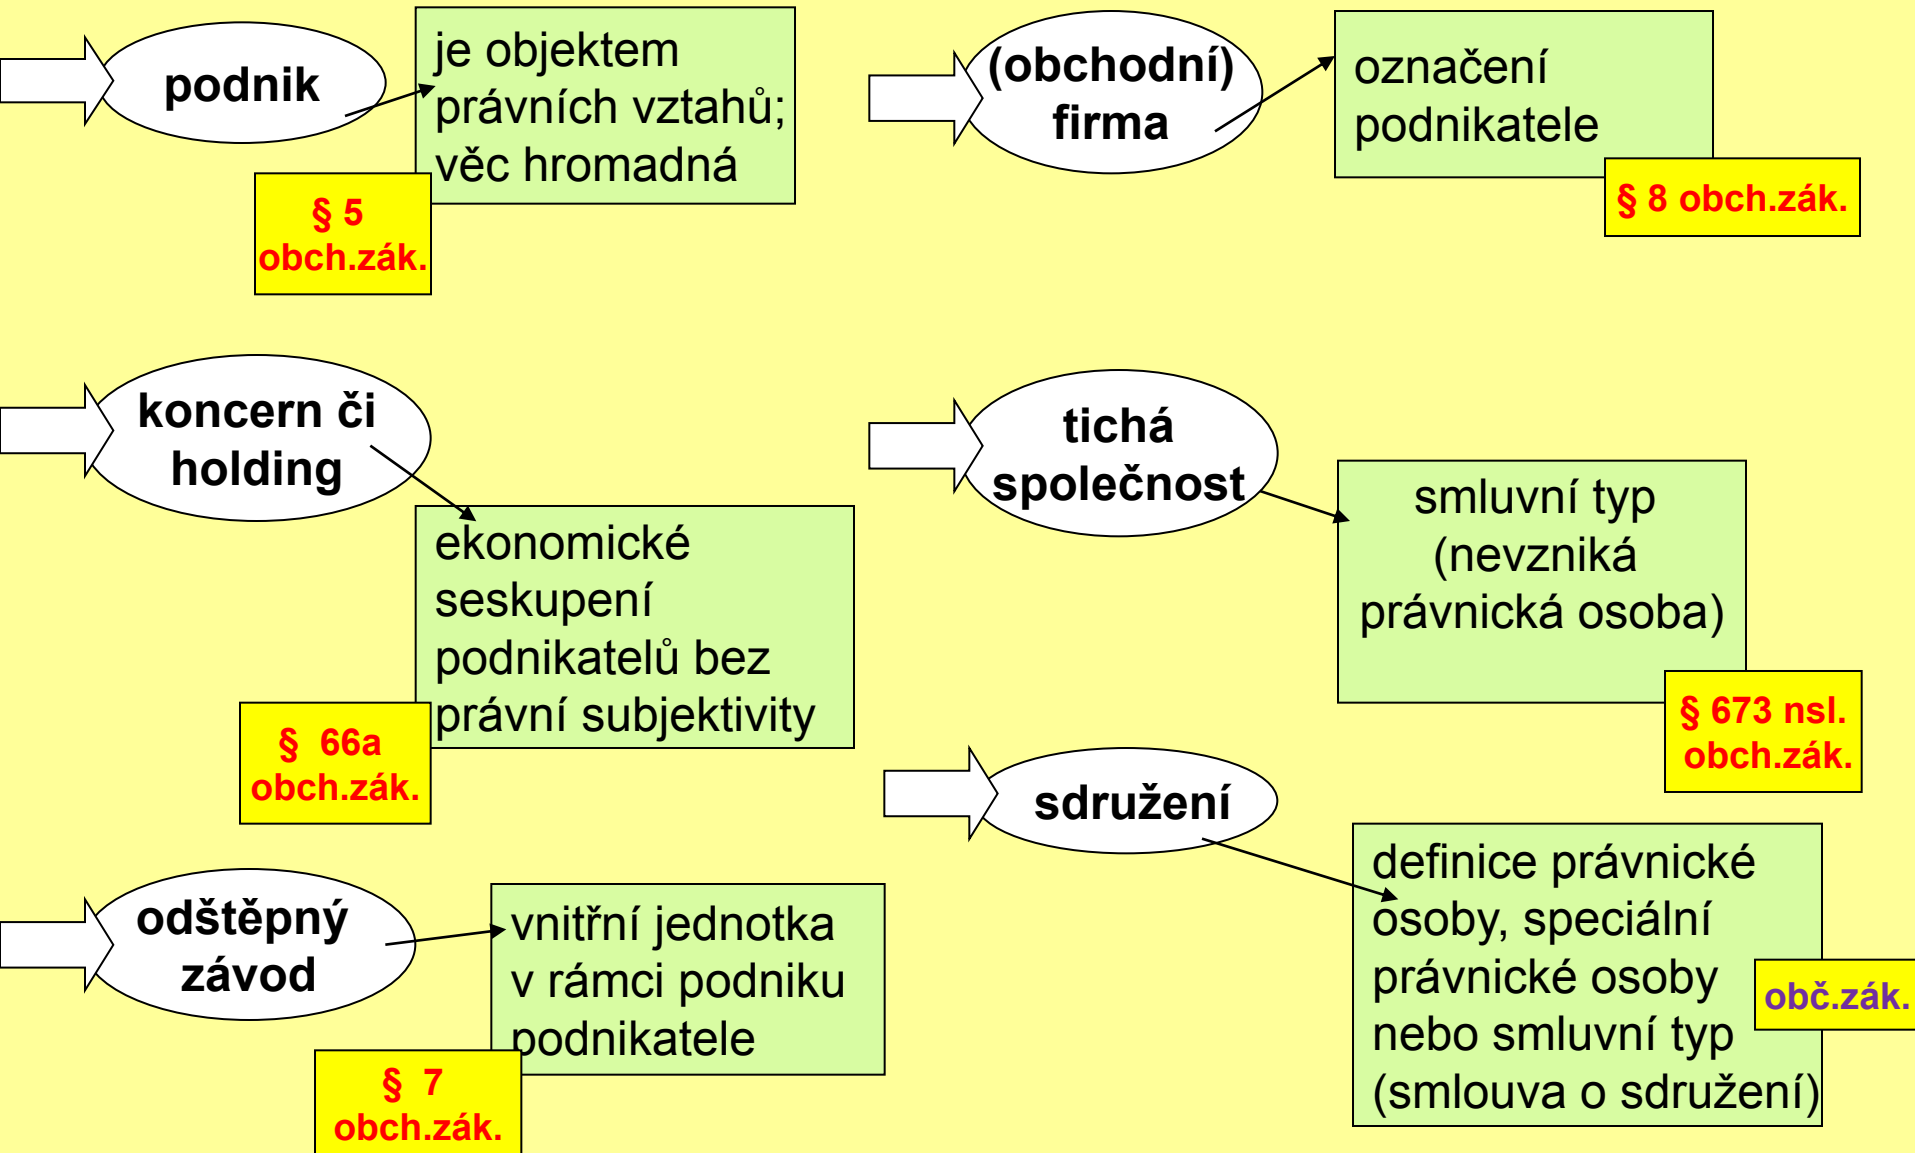 podnik
je objektem
právních vztahů;
věc hromadná
§ 5
obch.zák.
(obchodní)
firma
označení
podnikatele
§ 8 obch.zák.
koncern či
holding
ekonomické
seskupení
podnikatelů bez
právní subjektivity
§  66a
obch.zák.
tichá
společnost
smluvní typ
(nevzniká
právnická osoba)
§ 673 nsl.
obch.zák.
odštěpný
závod
vnitřní jednotka
v rámci podniku
podnikatele
§  7
obch.zák.
sdružení
definice právnické
osoby, speciální
právnické osoby
nebo smluvní typ
(smlouva o sdružení)
obč.zák.